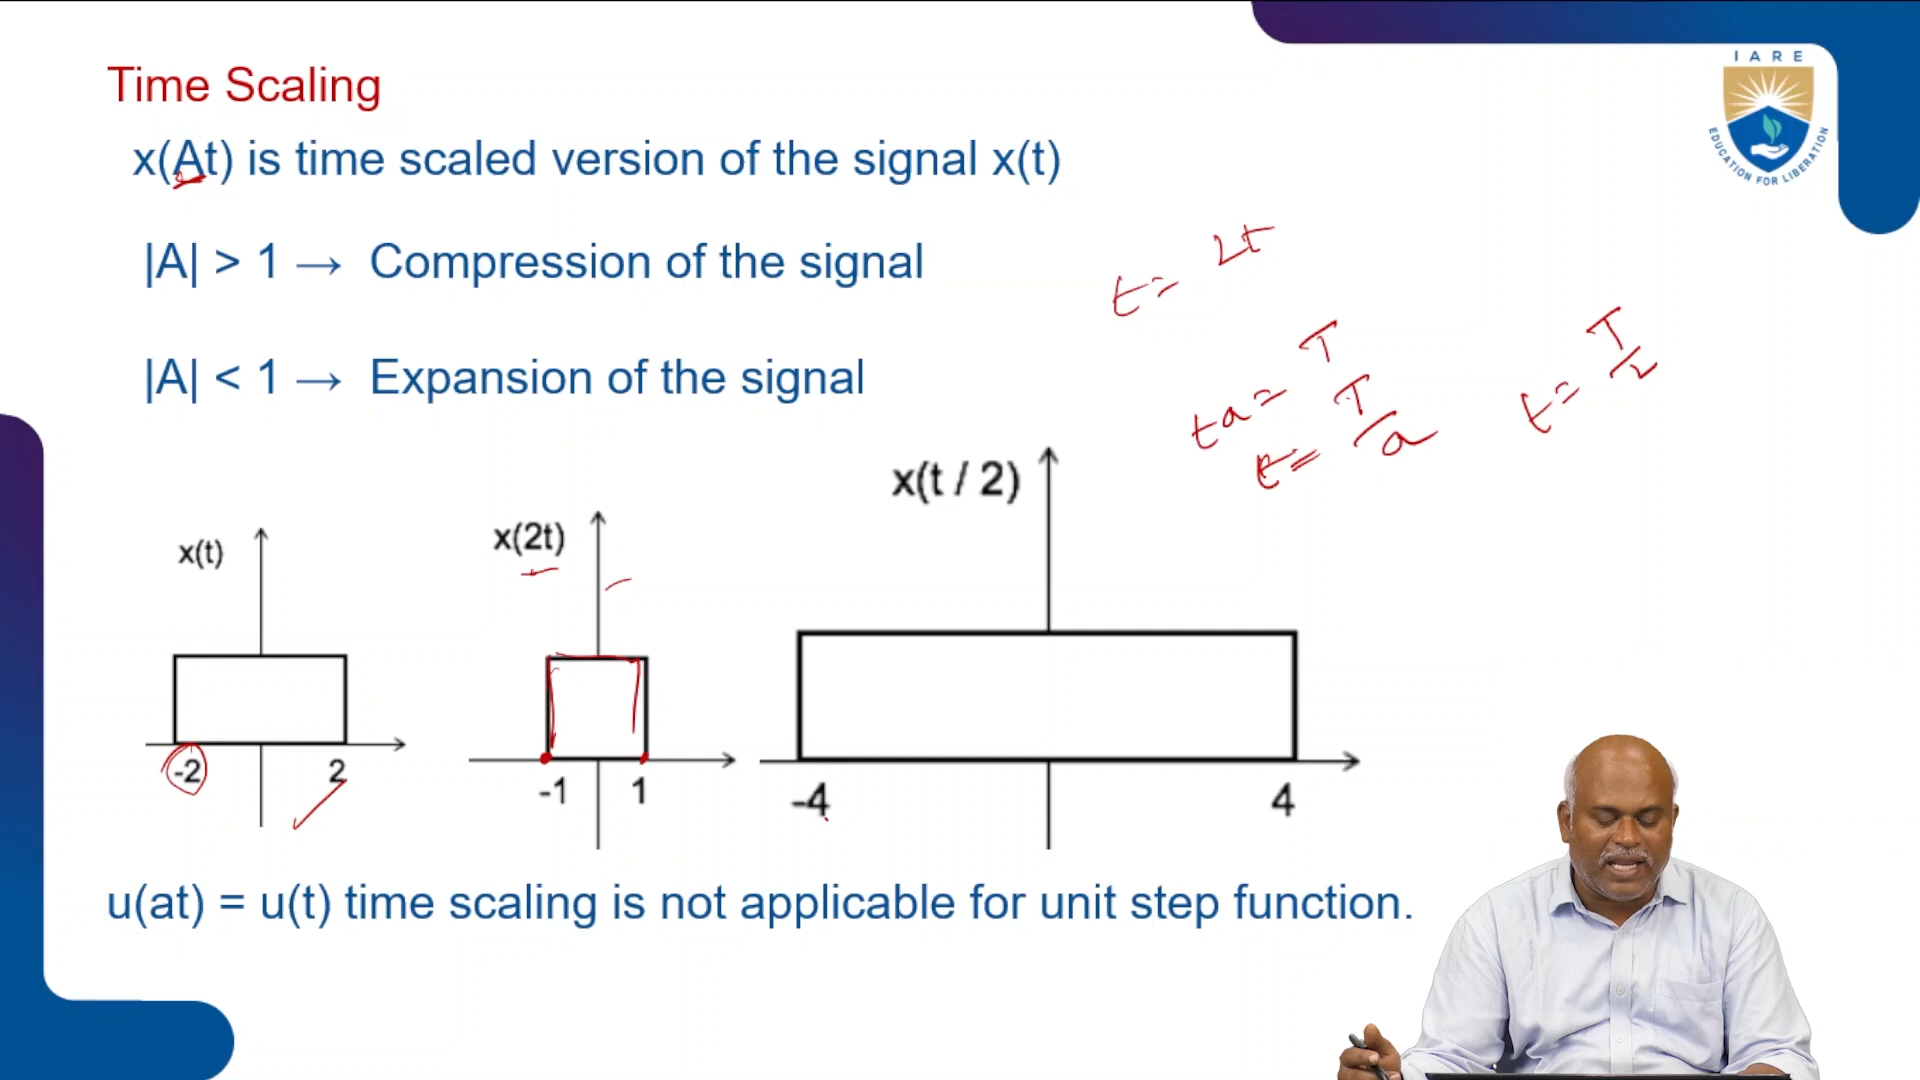 I A R E
EDUCATION FOR LIBERATION
Time Scaling
x(At) is time scaled version of the signal x(t)
|A| > 1 → Compression of the signal
|A| < 1 → Expansion of the signal
t = 2t
ta = T
t = T/a
t = T/2
x(t)
-2 2
x(2t)
-1 1
x(t / 2)
-4 4
u(at) = u(t) time scaling is not applicable for unit step function.